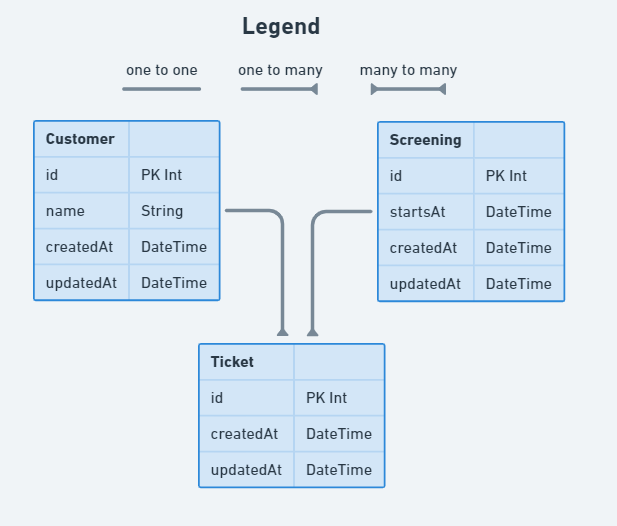 Legend
one to one
one to many
many to many
Customer
id PK Int
name String
createdAt DateTime
updatedAt DateTime
Screening
id PK Int
startsAt DateTime
createdAt DateTime
updatedAt DateTime
Ticket
id PK Int
createdAt DateTime
updatedAt DateTime